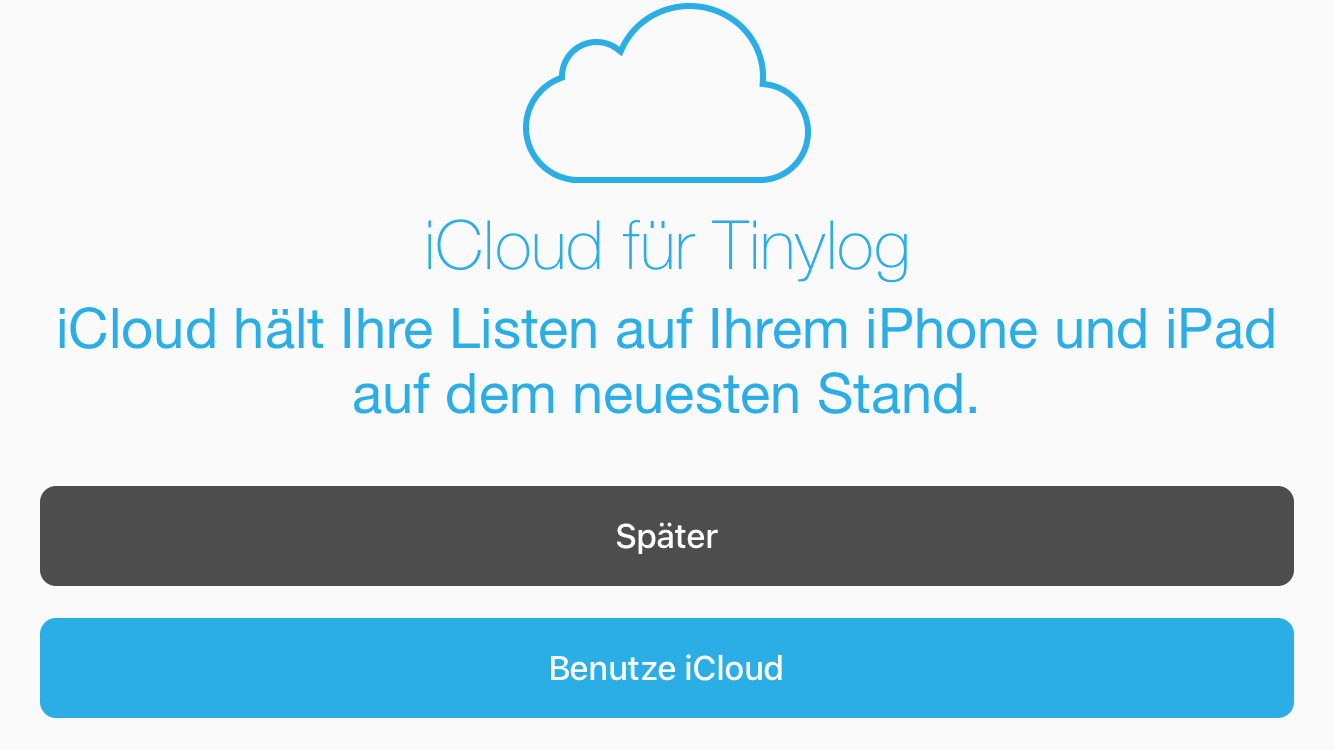 iCloud für Tinylog
iCloud hält Ihre Listen auf Ihrem iPhone und iPad
auf dem neuesten Stand.
Später
Benutze iCloud